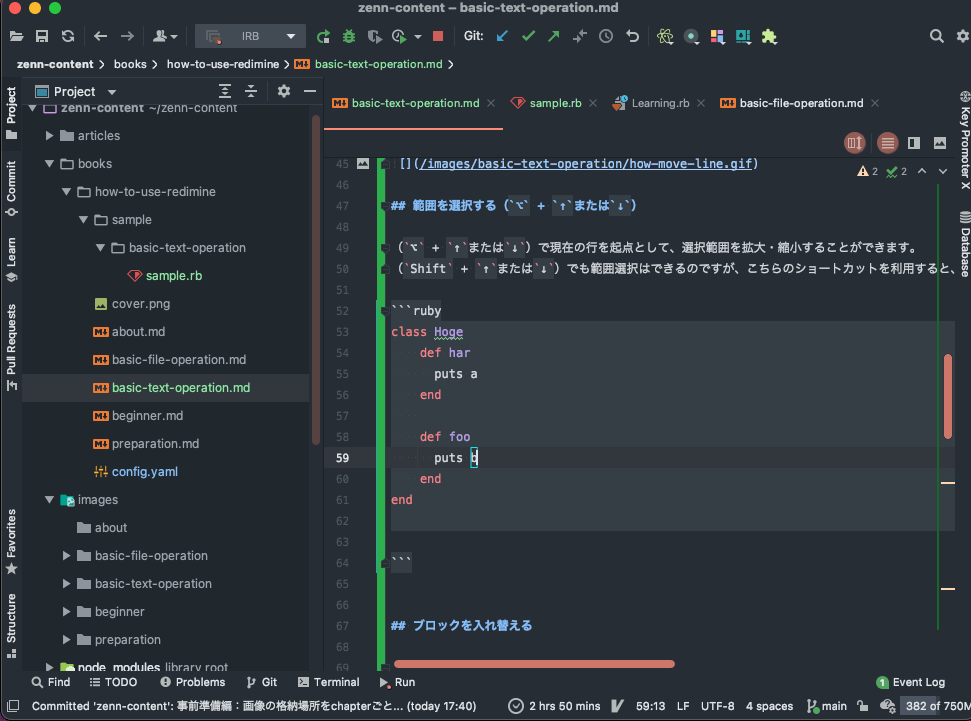 zenn-content – basic-text-operation.md
IRB
Git:
zenn-content
books
how-to-use-redimine
basic-text-operation.md
Project
Commit
Learn
Pull Requests
Favorites
Structure
Project
zenn-content ~/zenn-content
articles
books
how-to-use-redimine
sample
basic-text-operation
sample.rb
cover.png
about.md
basic-file-operation.md
basic-text-operation.md
beginner.md
preparation.md
config.yaml
images
about
basic-file-operation
basic-text-operation
beginner
preparation
node_modules library root
basic-text-operation.md
sample.rb
Learning.rb
basic-file-operation.md
2 2
45 [](/images/basic-text-operation/how-move-line.gif)
46
47 ## 範囲を選択する（`⌥` + `↑`または`↓`）
48
49 （`⌥` + `↑`または`↓`）で現在の行を起点として、選択範囲を拡大・縮小することができます。
50 （`Shift` + `↑`または`↓`）でも範囲選択はできるのですが、こちらのショートカットを利用すると、
51
52 ```ruby
53 class Hoge
54 def har
55 puts a
56 end
57
58 def foo
59 puts b
60 end
61 end
62
63
64 ```
65
66
67 ## ブロックを入れ替える
68
69
Key Promoter X
Database
Find
TODO
Problems
Git
Terminal
Run
1 Event Log
Committed 'zenn-content': 事前準備編：画像の格納場所をchapterごと... (today 17:40)
2 hrs 50 mins
59:13
LF
UTF-8
4 spaces
main
382 of 750M